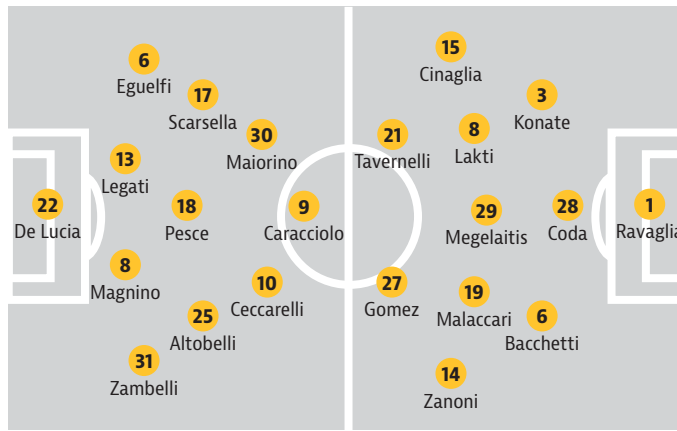 6
Eguelfi
17
Scarsella
30
Maiorino
13
Legati
22
De Lucia
18
Pesce
9
Caracciolo
8
Magnino
10
Ceccarelli
25
Altobelli
31
Zambelli
15
Cinaglia
3
Konate
21
Tavernelli
8
Lakti
29
Megelaitis
28
Coda
1
Ravaglia
27
Gomez
19
Malaccari
6
Bacchetti
14
Zanoni